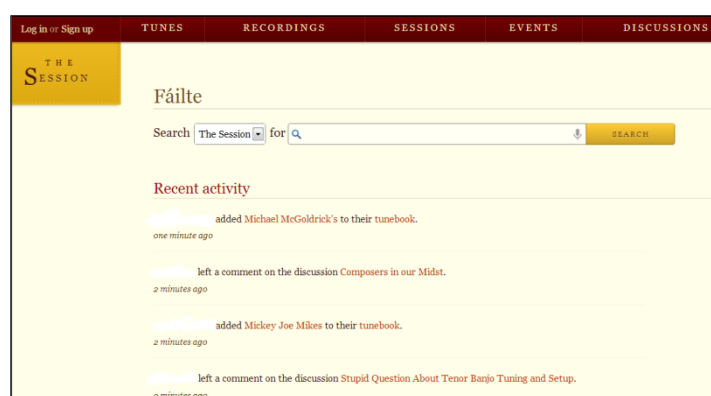 Log in or Sign up
TUNES
RECORDINGS
SESSIONS
EVENTS
DISCUSSIONS
THE
SESSION
Fáilte
Search The Session for
SEARCH
Recent activity
added Michael McGoldrick's to their tunebook.
one minute ago
left a comment on the discussion Composers in our Midst.
2 minutes ago
added Mickey Joe Mikes to their tunebook.
2 minutes ago
left a comment on the discussion Stupid Question About Tenor Banjo Tuning and Setup.
2 minutes ago